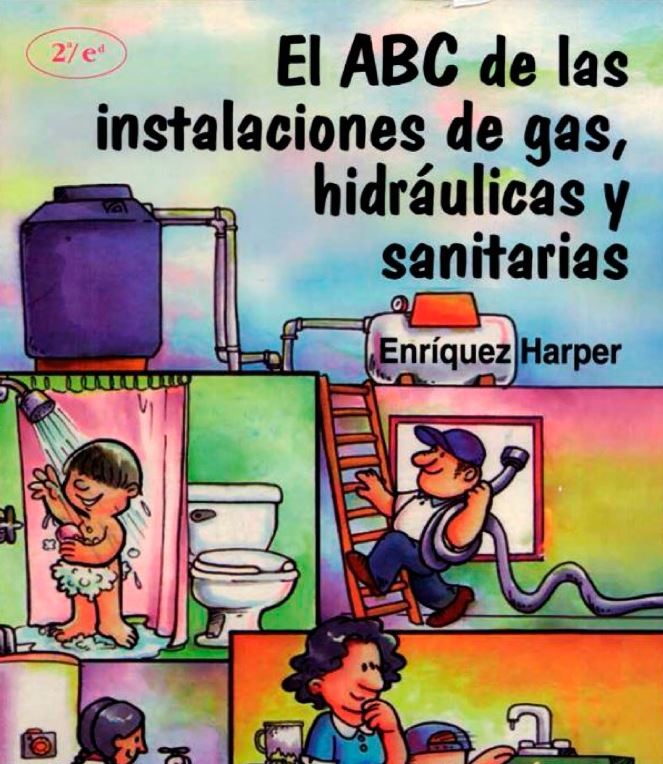 2ª/eᵈ
El ABC de las
instalaciones de gas,
hidráulicas y
sanitarias
Enríquez Harper